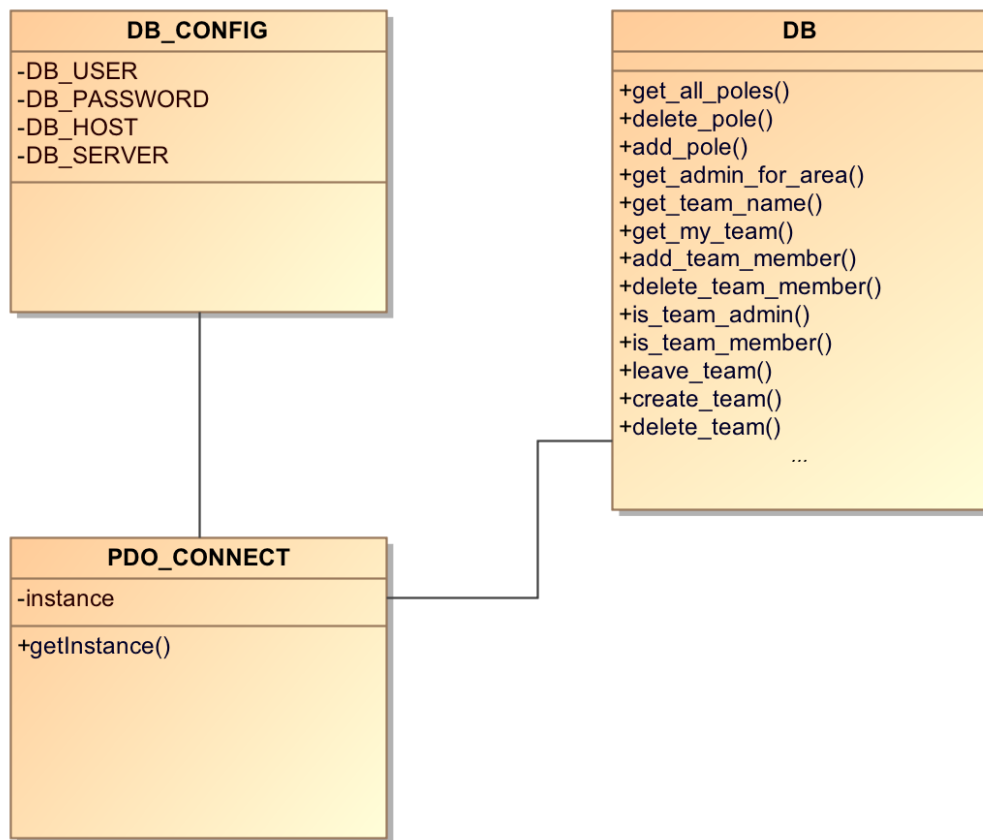 DB_CONFIG
-DB_USER
-DB_PASSWORD
-DB_HOST
-DB_SERVER
DB
+get_all_poles()
+delete_pole()
+add_pole()
+get_admin_for_area()
+get_team_name()
+get_my_team()
+add_team_member()
+delete_team_member()
+is_team_admin()
+is_team_member()
+leave_team()
+create_team()
+delete_team()
...
PDO_CONNECT
-instance
+getInstance()